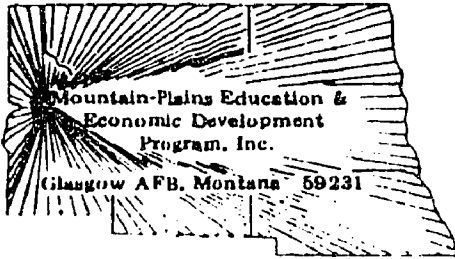 Mountain-Plains Education &
Economic Development
Program, Inc.
Glasgow AFB, Montana 59231